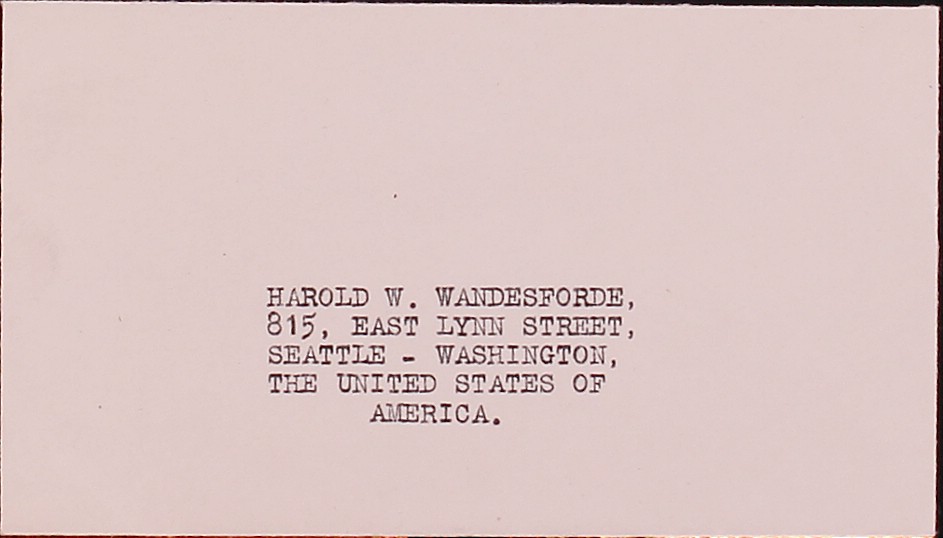 HAROLD W. WANDESFORDE,
815, EAST LYNN STREET,
SEATTLE - WASHINGTON,
THE UNITED STATES OF
AMERICA.